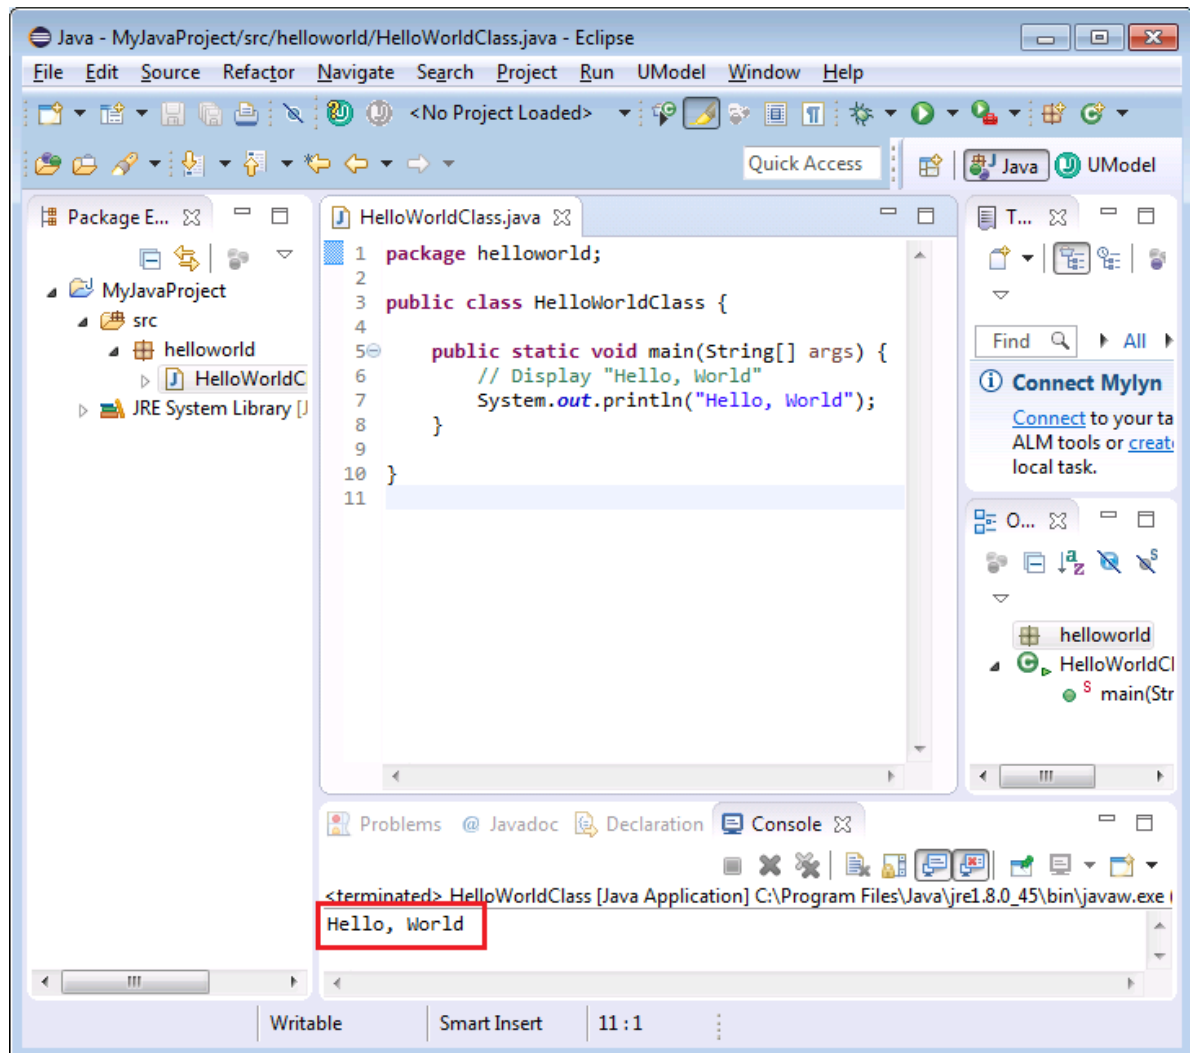 Java - MyJavaProject/src/helloworld/HelloWorldClass.java - Eclipse
File Edit Source Refactor Navigate Search Project Run UModel Window Help
<No Project Loaded>
Quick Access Java UModel
Package E...
MyJavaProject
src
helloworld
HelloWorldC
JRE System Library [J
HelloWorldClass.java
1 package helloworld;
2
3 public class HelloWorldClass {
4
5 public static void main(String[] args) {
6 // Display "Hello, World"
7 System.out.println("Hello, World");
8 }
9
10 }
11
T...
Find All
Connect Mylyn
Connect to your ta
ALM tools or creat
local task.
O...
helloworld
HelloWorldCl
main(Str
Problems @ Javadoc Declaration Console
<terminated> HelloWorldClass [Java Application] C:\Program Files\Java\jre1.8.0_45\bin\javaw.exe (
Hello, World
Writable Smart Insert 11 : 1